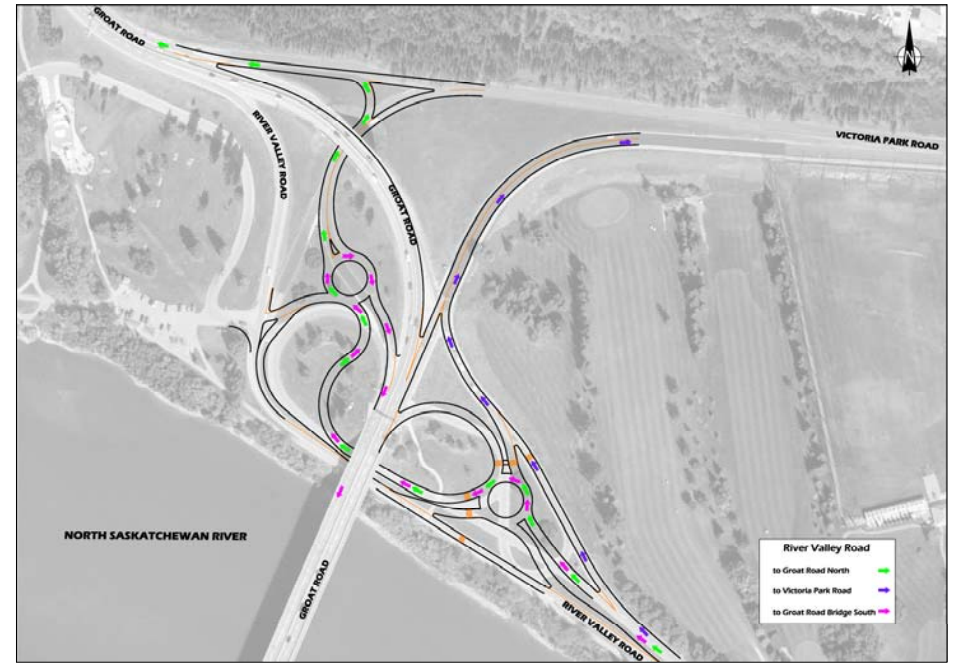 GROAT ROAD
N
VICTORIA PARK ROAD
RIVER VALLEY ROAD
GROAT ROAD
NORTH SASKATCHEWAN RIVER
GROAT ROAD
RIVER VALLEY ROAD
River Valley Road
to Groat Road North
to Victoria Park Road
to Groat Road Bridge South